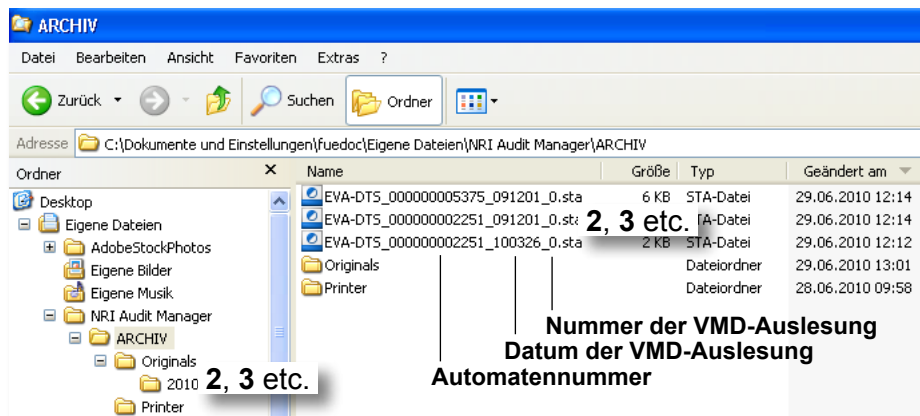 ARCHIV
Datei Bearbeiten Ansicht Favoriten Extras ?
Zurück Suchen Ordner
Adresse C:\Dokumente und Einstellungen\fuedoc\Eigene Dateien\NRI Audit Manager\ARCHIV
Ordner × Name Größe Typ Geändert am
Desktop EVA-DTS_000000005375_091201_0.sta 6 KB STA-Datei 29.06.2010 12:14
Eigene Dateien EVA-DTS_000000002251_091201_0.sta 2, 3 etc. STA-Datei 29.06.2010 12:14
AdobeStockPhotos EVA-DTS_000000002251_100326_0.sta 2 KB STA-Datei 29.06.2010 12:12
Eigene Bilder Originals Dateiordner 29.06.2010 13:01
Eigene Musik Printer Dateiordner 28.06.2010 09:58
NRI Audit Manager
ARCHIV Nummer der VMD-Auslesung
Originals Datum der VMD-Auslesung
2010 2, 3 etc. Automatennummer
Printer